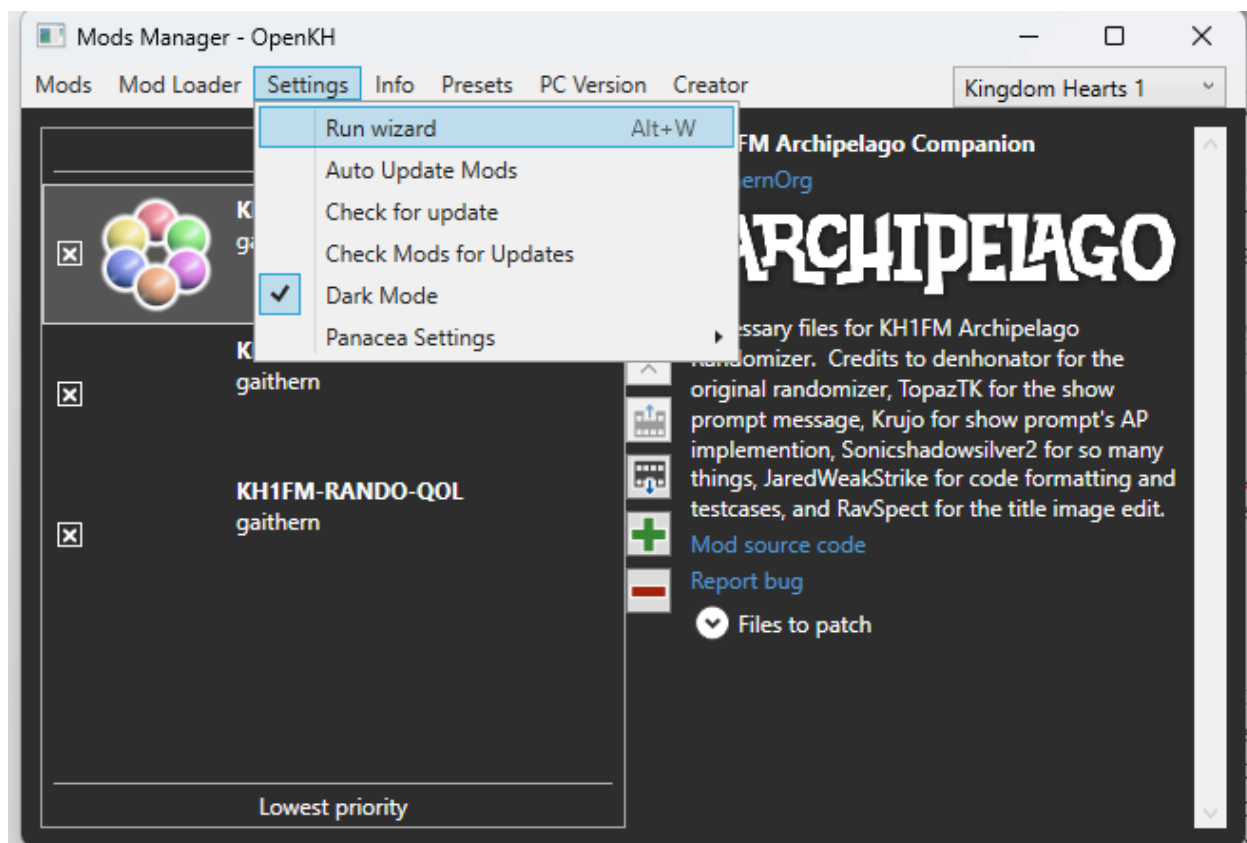 Mods Manager - OpenKH
Mods Mod Loader Settings Info Presets PC Version Creator Kingdom Hearts 1
Run wizard Alt+W
Auto Update Mods
Check for update
Check Mods for Updates
Dark Mode
Panacea Settings
gaithern
KH1FM-RANDO-QOL
gaithern
Lowest priority
FM Archipelago Companion
ernOrg
ARCHIPELAGO
ssary files for KH1FM Archipelago
Randomizer. Credits to denhonator for the
original randomizer, TopazTK for the show
prompt message, Krujo for show prompt's AP
implemention, Sonicshadowsilver2 for so many
things, JaredWeakStrike for code formatting and
testcases, and RavSpect for the title image edit.
Mod source code
Report bug
Files to patch